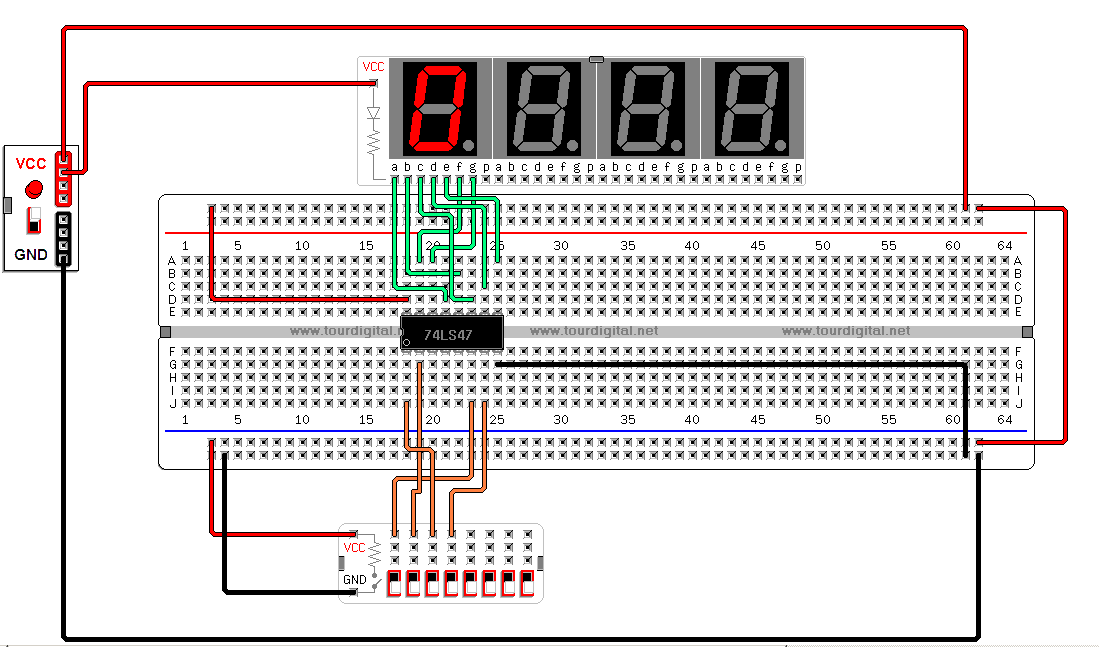 VCC
a b c d e f g p a b c d e f g p a b c d e f g p a b c d e f g p
VCC
GND
1 5 10 15 20 25 30 35 40 45 50 55 60 64
A A
B B
C C
D D
E E
www.tourdigital.n 74LS47 www.tourdigital.net www.tourdigital.net
F F
G G
H H
I I
J J
1 5 10 15 20 25 30 35 40 45 50 55 60 64
VCC
GND